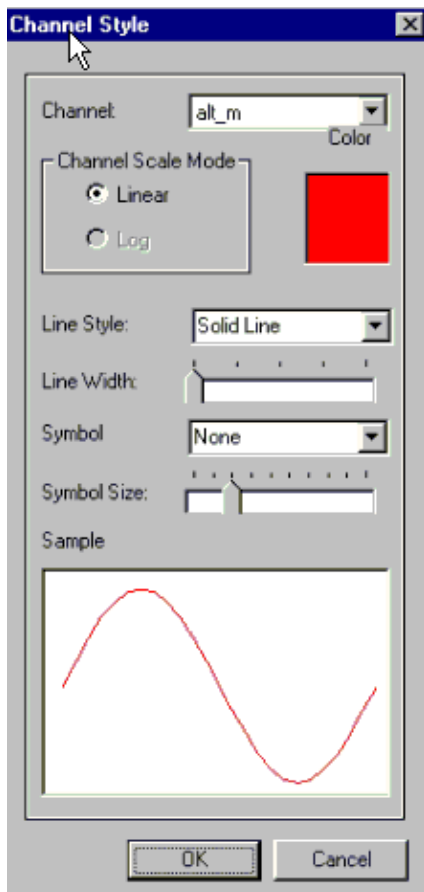 Channel Style
Channel:
alt_m
Color
Channel Scale Mode
Linear
Log
Line Style:
Solid Line
Line Width:
Symbol
None
Symbol Size:
Sample
OK
Cancel